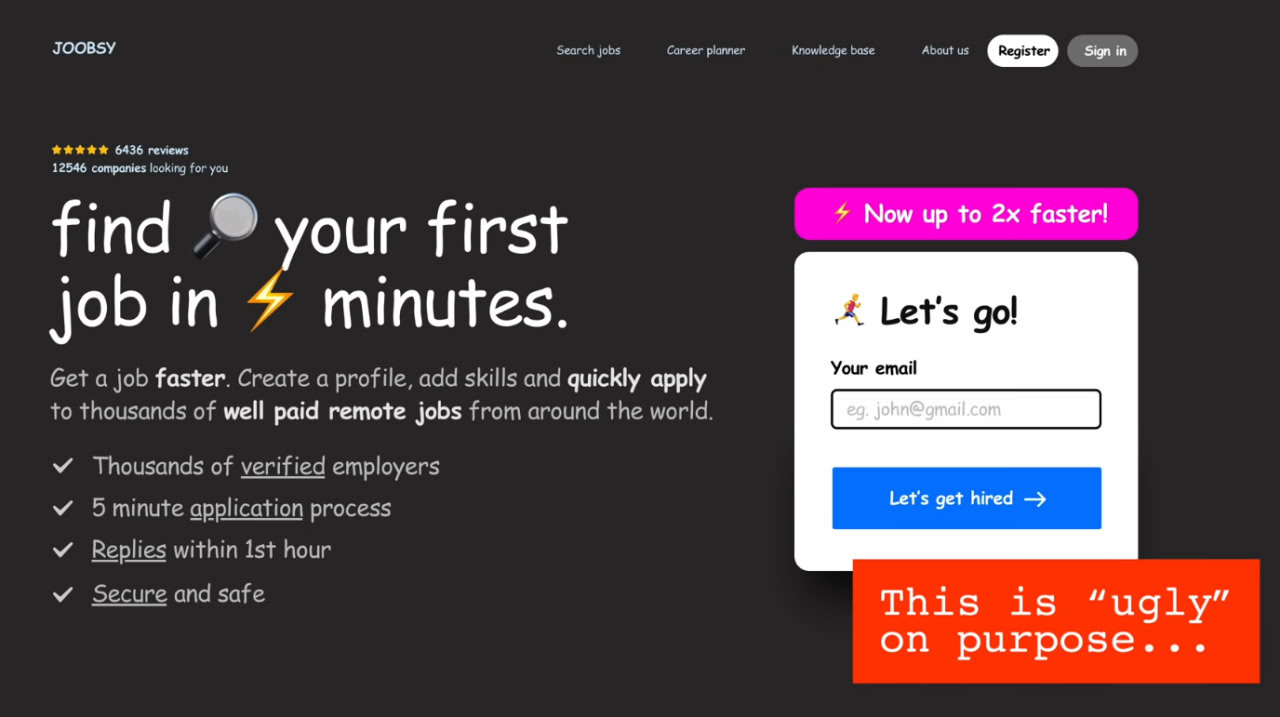 JOOBSY
Search jobs
Career planner
Knowledge base
About us
Register
Sign in
6436 reviews
12546 companies looking for you
find your first
job in minutes.
Get a job faster. Create a profile, add skills and quickly apply
to thousands of well paid remote jobs from around the world.
Thousands of verified employers
5 minute application process
Replies within 1st hour
Secure and safe
Now up to 2x faster!
Let's go!
Your email
eg. john@gmail.com
Let's get hired →
This is “ugly”
on purpose...